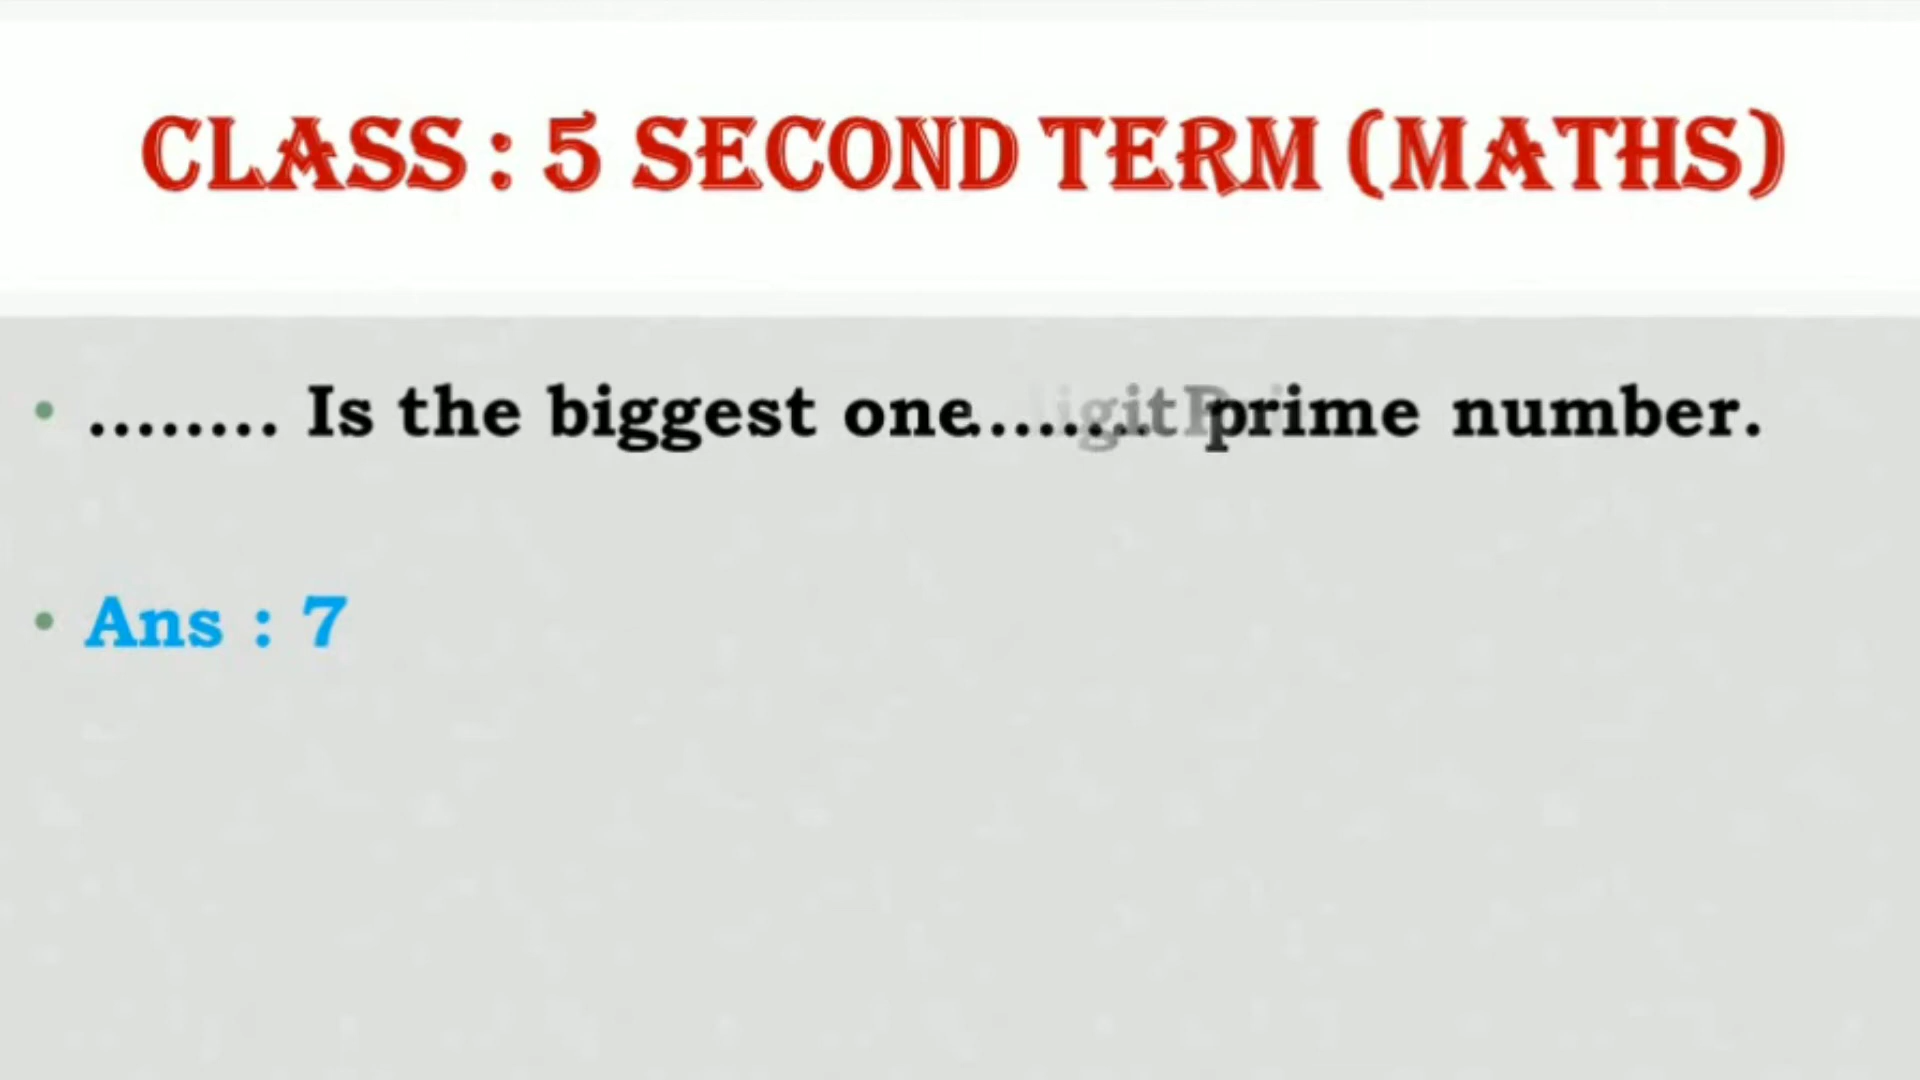 CLASS : 5 SECOND TERM (MATHS)
• ........ Is the biggest one........ prime number.
• Ans : 7